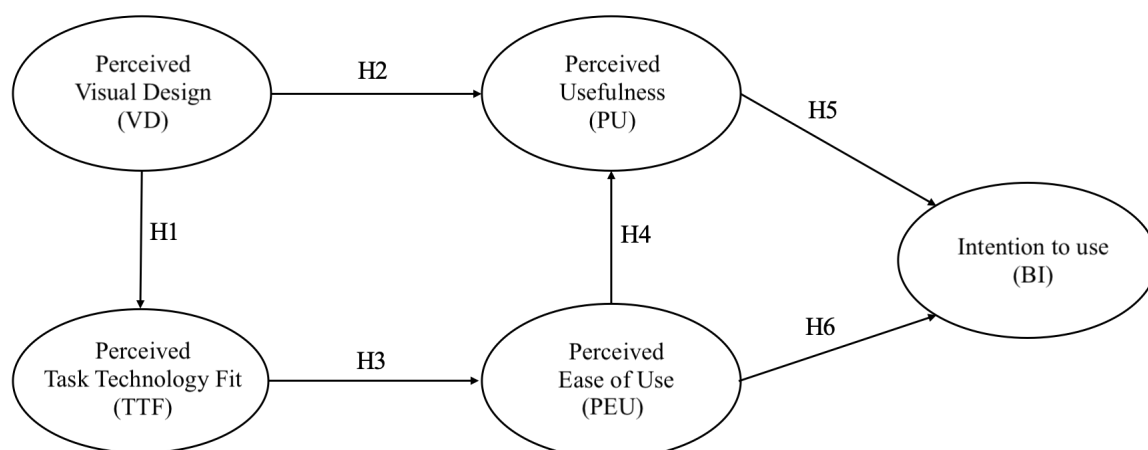 Perceived
Visual Design
(VD)
H2
Perceived
Usefulness
(PU)
H5
H1
H4
Intention to use
(BI)
Perceived
Task Technology Fit
(TTF)
H3
Perceived
Ease of Use
(PEU)
H6